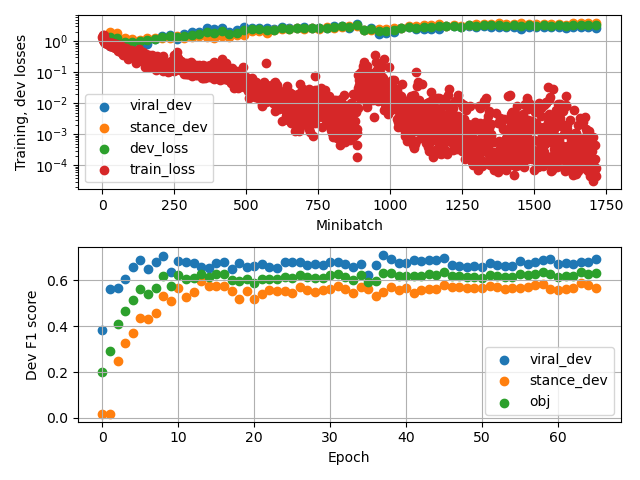 Training, dev losses
10⁰
10⁻¹
10⁻²
10⁻³
10⁻⁴
viral_dev
stance_dev
dev_loss
train_loss
0 250 500 750 1000 1250 1500 1750
Minibatch
Dev F1 score
0.6
0.4
0.2
0.0
viral_dev
stance_dev
obj
0 10 20 30 40 50 60
Epoch